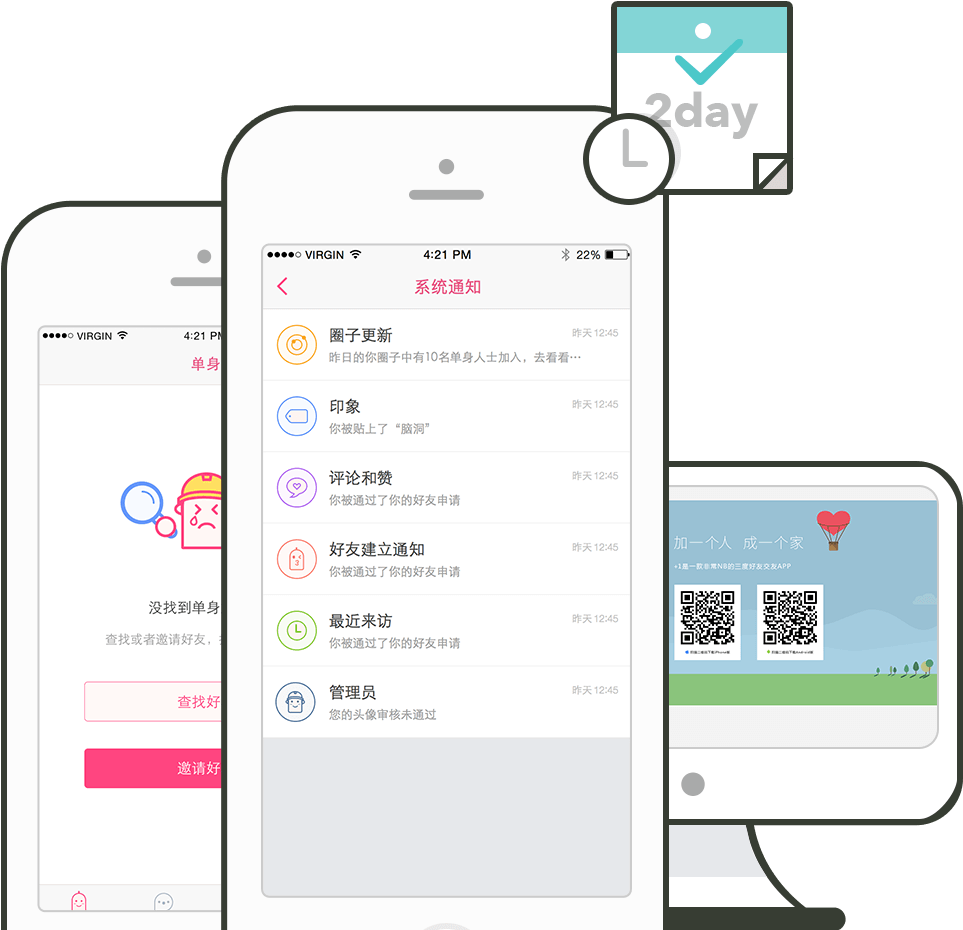 2day
VIRGIN
4:21 PM
22%
系统通知
圈子更新
昨天 12:45
昨日的你圈子中有10名单身人士加入，去看看…
印象
昨天 12:45
你被贴上了“脑洞”
评论和赞
昨天 12:45
你被通过了你的好友申请
好友建立通知
昨天 12:45
你被通过了你的好友申请
最近来访
昨天 12:45
你被通过了你的好友申请
管理员
昨天 12:45
您的头像审核未通过
VIRGIN
4:21 PM
单身
没找到单身
查找或者邀请好友，
查找好
邀请好
加一个人 成一个家
+1是一款非常NB的三度好友交友APP